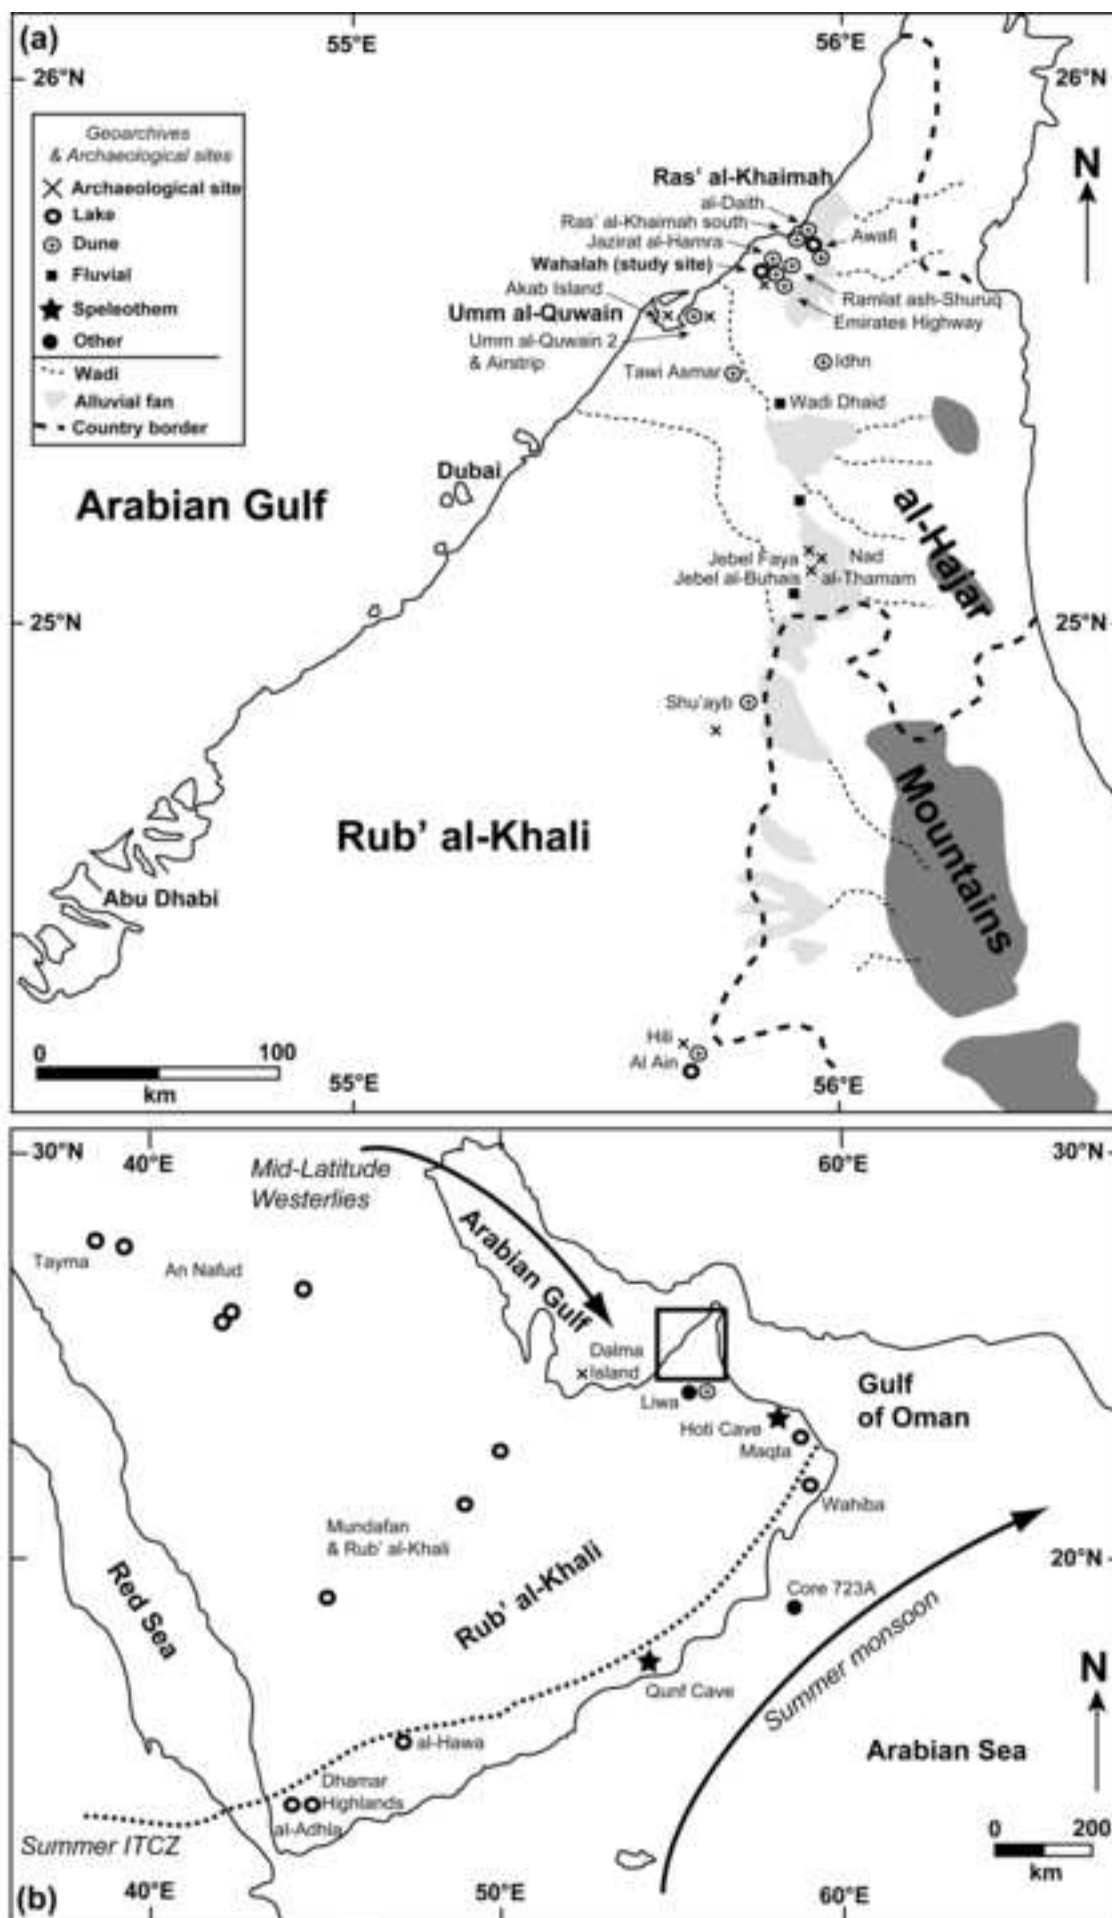 (a)
55°E
56°E
26°N
26°N
Geoarchives
& Archaeological sites
Archaeological site
Lake
Dune
Fluvial
Speleothem
Other
Wadi
Alluvial fan
Country border
N
Ras' al-Khaimah
al-Daith
Ras' al-Khaimah south
Jazirat al-Hamra
Awafi
Wahalah (study site)
Akab Island
Ramlat ash-Shuruq
Umm al-Quwain
Emirates Highway
Umm al-Quwain 2
& Airstrip
Tawi Asmar
Idhn
Wadi Dhaid
Dubai
Arabian Gulf
al-Hajar
Jebel Faya
Nad
Jebel al-Buhais
al-Thamam
25°N
25°N
Shu'ayb
Mountains
Rub' al-Khali
Abu Dhabi
Hili
Al Ain
0
100
km
55°E
56°E
30°N
40°E
60°E
30°N
Mid-Latitude
Westerlies
Arabian Gulf
Tayma
An Nafud
Dalma
Island
Liwa
Gulf
of Oman
Hoti Cave
Maqta
Wahiba
Mundafan
& Rub' al-Khali
Rub' al-Khali
Red Sea
20°N
Core 723A
Summer monsoon
Qunf Cave
N
Arabian Sea
al-Hawa
Dhamar
Highlands
al-Adhla
Summer ITCZ
0
200
km
(b)
40°E
50°E
60°E